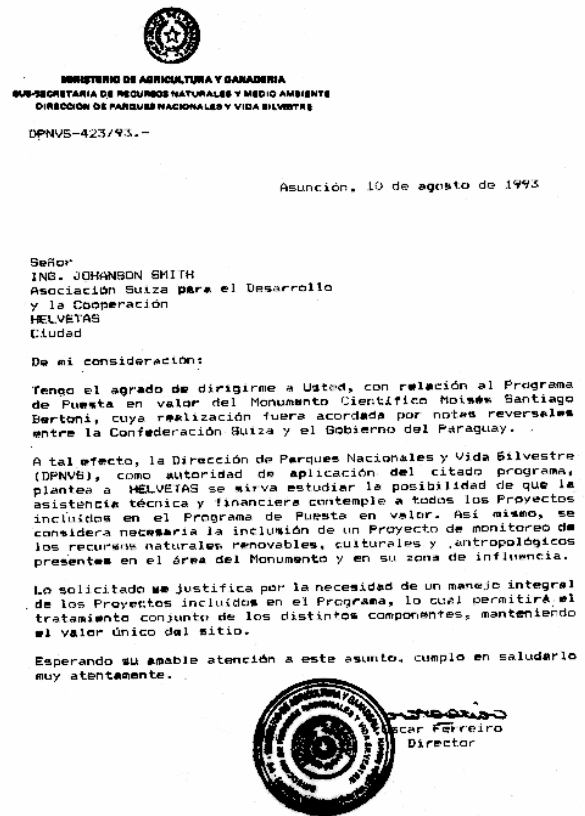 MINISTERIO DE AGRICULTURA Y GANADERIA
SUB-SECRETARIA DE RECURSOS NATURALES Y MEDIO AMBIENTE
DIRECCION DE PARQUES NACIONALES Y VIDA SILVESTRE
DPNVS-423/93.-
Asunción, 10 de agosto de 1993
Señor
ING. JOHANSON SMITH
Asociación Suiza para el Desarrollo
y la Cooperación
HELVETAS
Ciudad
De mi consideración:
Tengo el agrado de dirigirme a Usted, con relación al Programa
de Puesta en valor del Monumento Científico Moisés Santiago
Bertoni, cuya realización fuera acordada por notas reversales
entre la Confederación Suiza y el Gobierno del Paraguay.
A tal efecto, la Dirección de Parques Nacionales y Vida Silvestre
(DPNVS), como autoridad de aplicación del citado programa,
plantea a HELVETAS se sirva estudiar la posibilidad de que la
asistencia técnica y financiera contemple a todos los Proyectos
incluídos en el Programa de Puesta en valor. Así mismo, se
considera necesaria la inclusión de un Proyecto de monitoreo de
los recursos naturales renovables, culturales y antropológicos
presentes en el área del Monumento y en su zona de influencia.
Lo solicitado se justifica por la necesidad de un manejo integral
de los Proyectos incluídos en el Programa, lo cual permitirá el
tratamiento conjunto de los distintos componentes, manteniendo
el valor único del sitio.
Esperando su amable atención a este asunto, cumplo en saludarlo
muy atentamente.
Oscar Ferreiro
Director